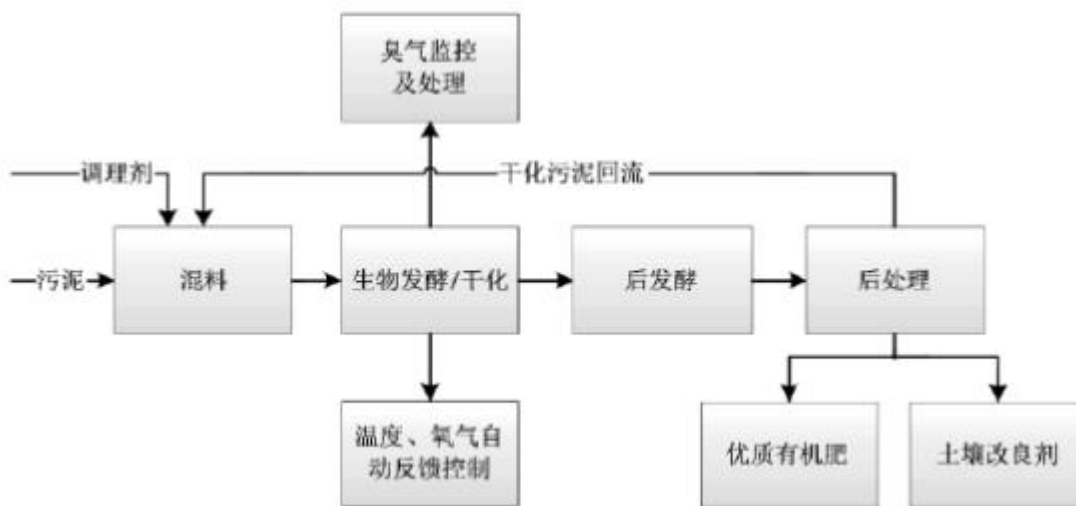 臭气监控
及处理
调理剂
干化污泥回流
污泥
混料
生物发酵/干化
后发酵
后处理
温度、氧气自
动反馈控制
优质有机肥
土壤改良剂